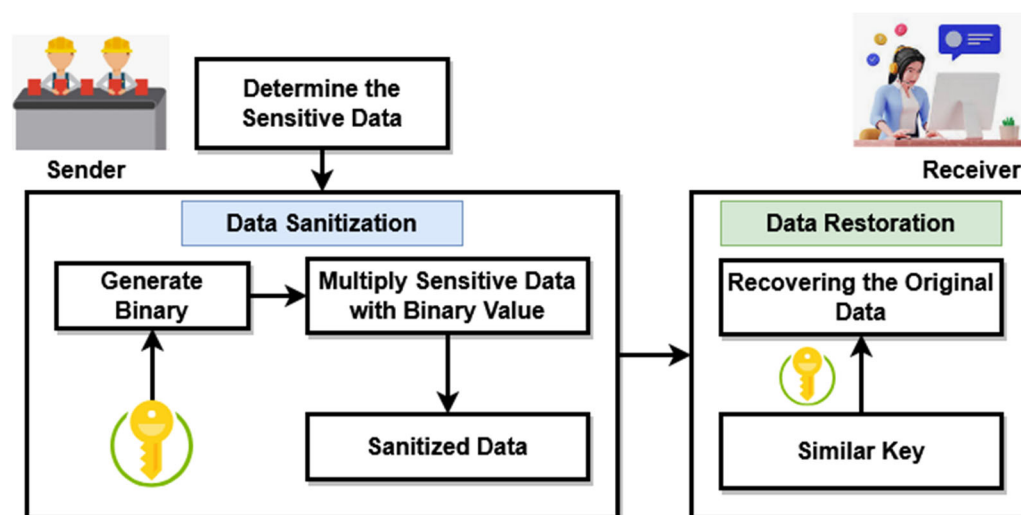 Determine the
Sensitive Data
Sender
Receiver
Data Sanitization
Generate
Binary
Multiply Sensitive Data
with Binary Value
Sanitized Data
Data Restoration
Recovering the Original
Data
Similar Key